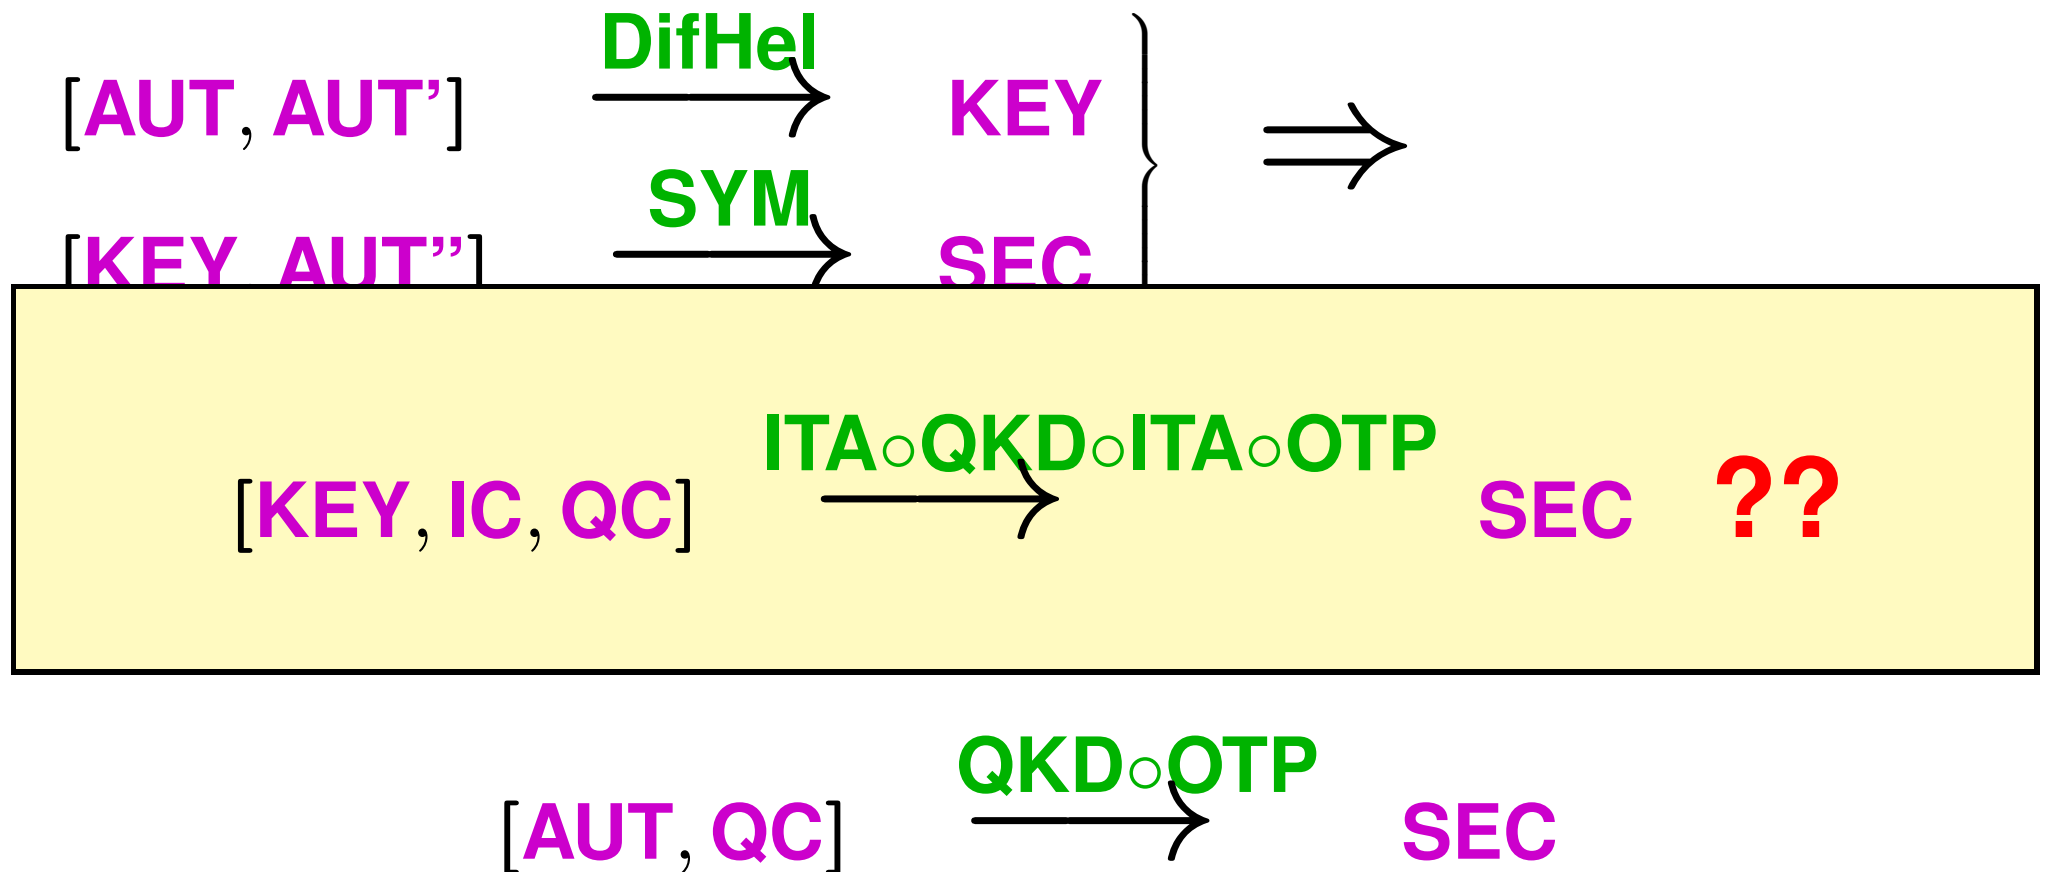 DifHel
[AUT, AUT’] ⟶ KEY } ⟹
SYM
[KEY, AUT”] ⟶ SEC
ITA∘QKD∘ITA∘OTP
[KEY, IC, QC] ⟶ SEC ??
QKD∘OTP
[AUT, QC] ⟶ SEC